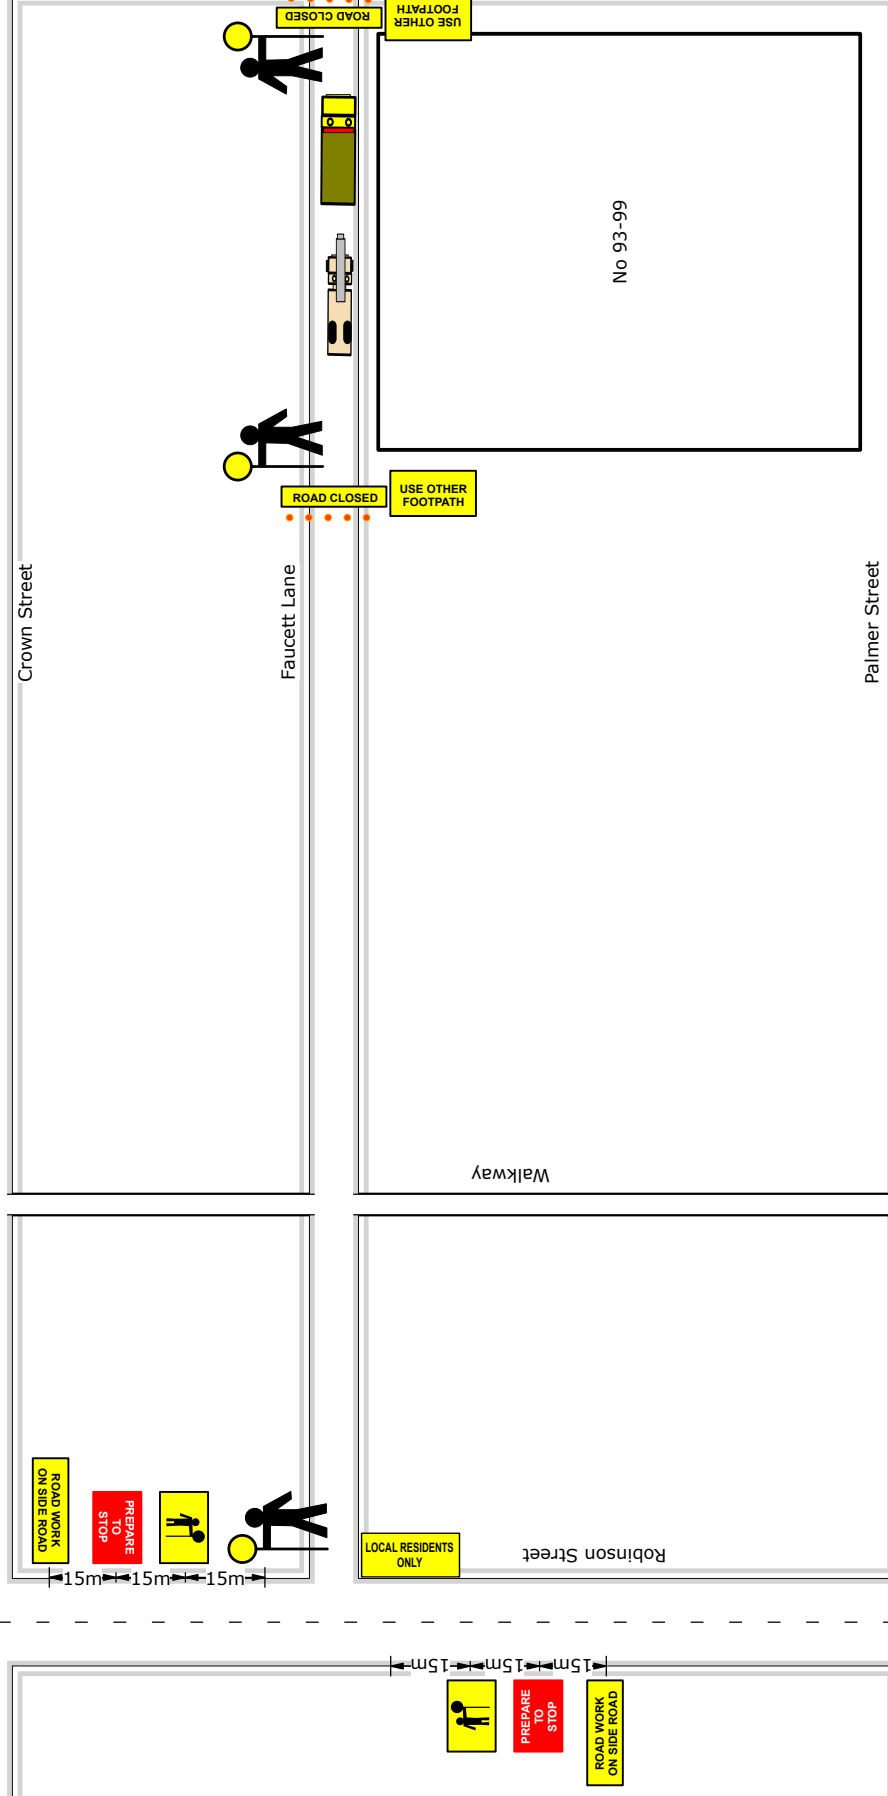 ROAD CLOSED
USE OTHER
FOOTPATH
No 93-99
ROAD CLOSED
USE OTHER
FOOTPATH
Crown Street
Faucett Lane
Palmer Street
Walkway
ROAD WORK
ON SIDE ROAD
PREPARE
TO
STOP
LOCAL RESIDENTS
ONLY
Robinson Street
15m
15m
15m
15m
15m
15m
PREPARE
TO
STOP
ROAD WORK
ON SIDE ROAD